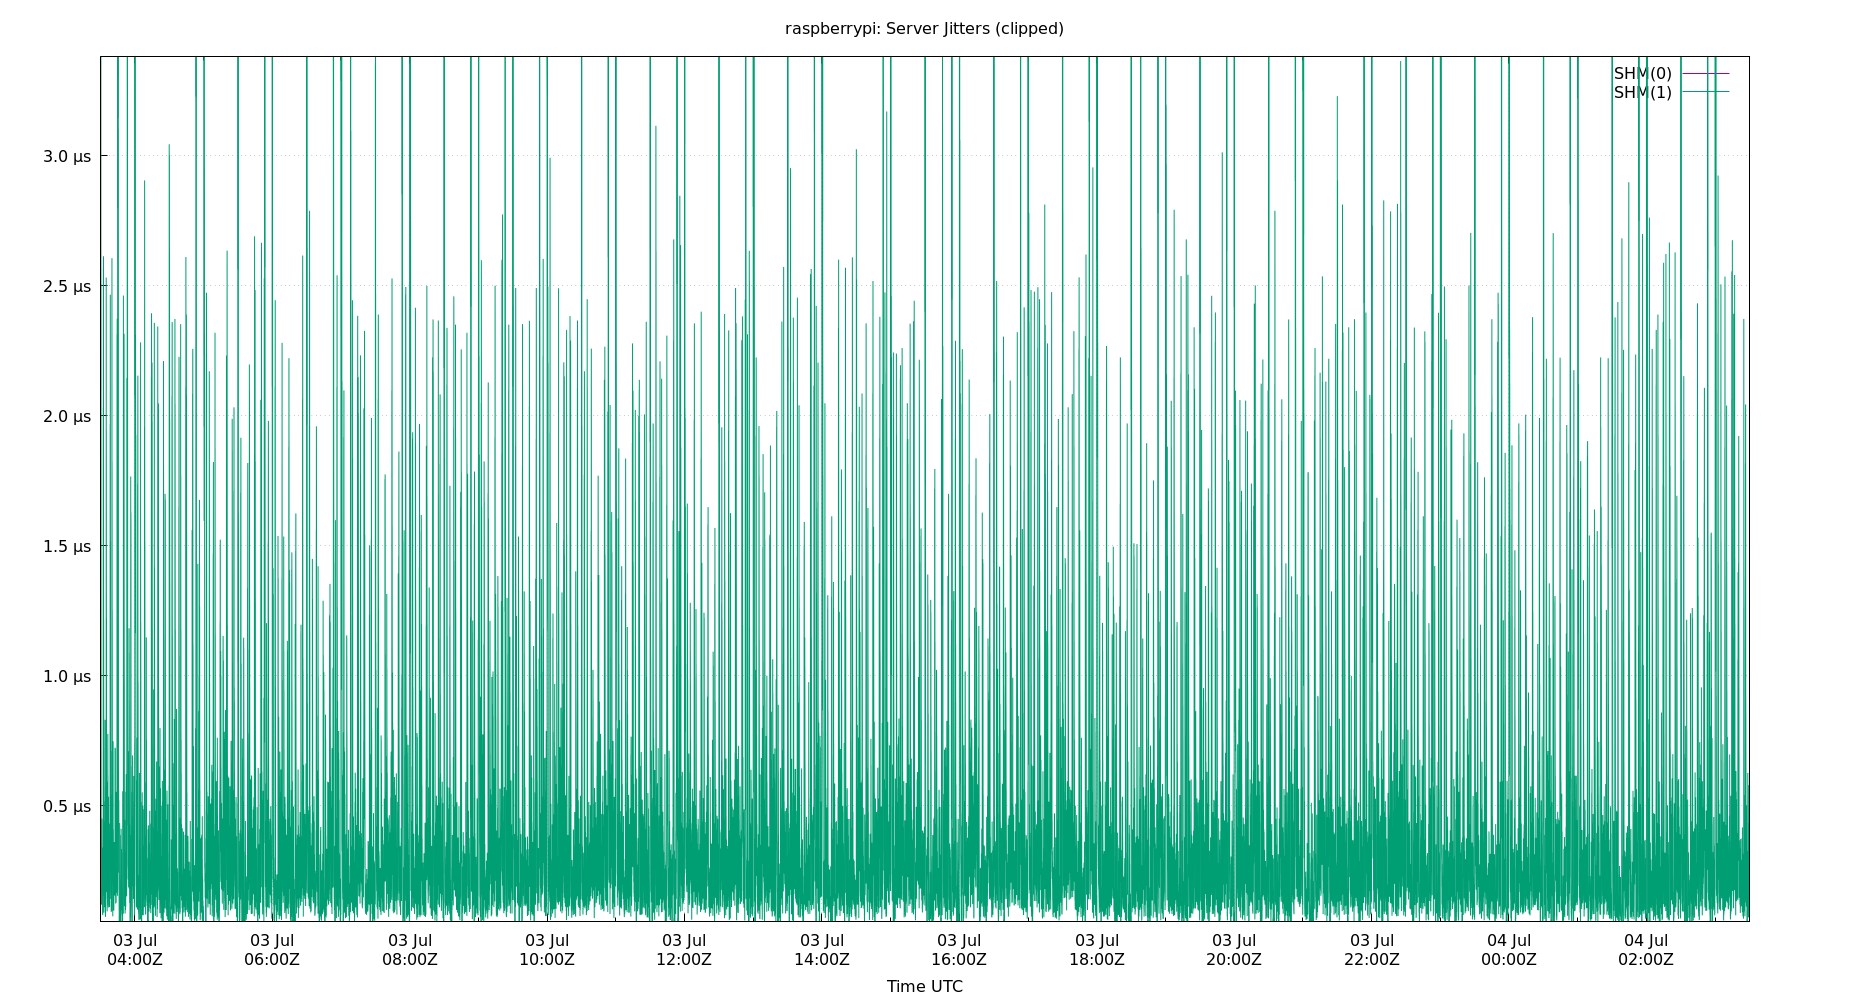 raspberrypi: Server Jitters (clipped)
SHM(0)
SHM(1)
3.0 µs
2.5 µs
2.0 µs
1.5 µs
1.0 µs
0.5 µs
03 Jul 03 Jul 03 Jul 03 Jul 03 Jul 03 Jul 03 Jul 03 Jul 03 Jul 03 Jul 04 Jul 04 Jul
04:00Z 06:00Z 08:00Z 10:00Z 12:00Z 14:00Z 16:00Z 18:00Z 20:00Z 22:00Z 00:00Z 02:00Z
Time UTC